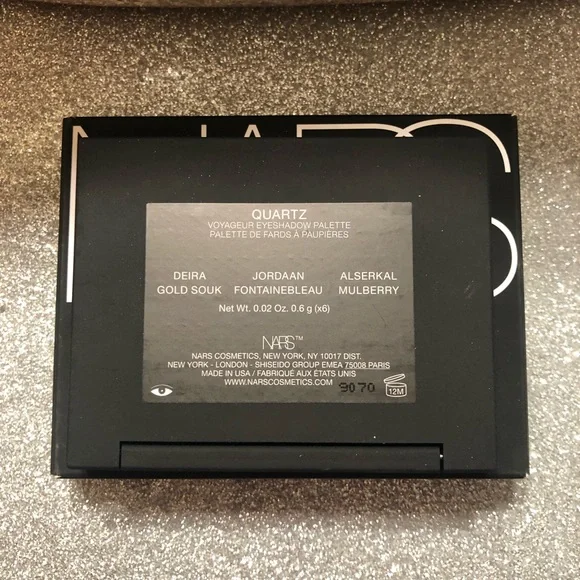 NARS
QUARTZ
VOYAGEUR EYESHADOW PALETTE
PALETTE DE FARDS À PAUPIÈRES
DEIRA JORDAAN ALSERKAL
GOLD SOUK FONTAINEBLEAU MULBERRY
Net Wt. 0.02 Oz. 0.6 g (x6)
NARS™
NARS COSMETICS, NEW YORK, NY 10017 DIST.
NEW YORK - LONDON - SHISEIDO GROUP EMEA 75008 PARIS
MADE IN USA / FABRIQUÉ AUX ÉTATS UNIS
WWW.NARSCOSMETICS.COM 9070 12M